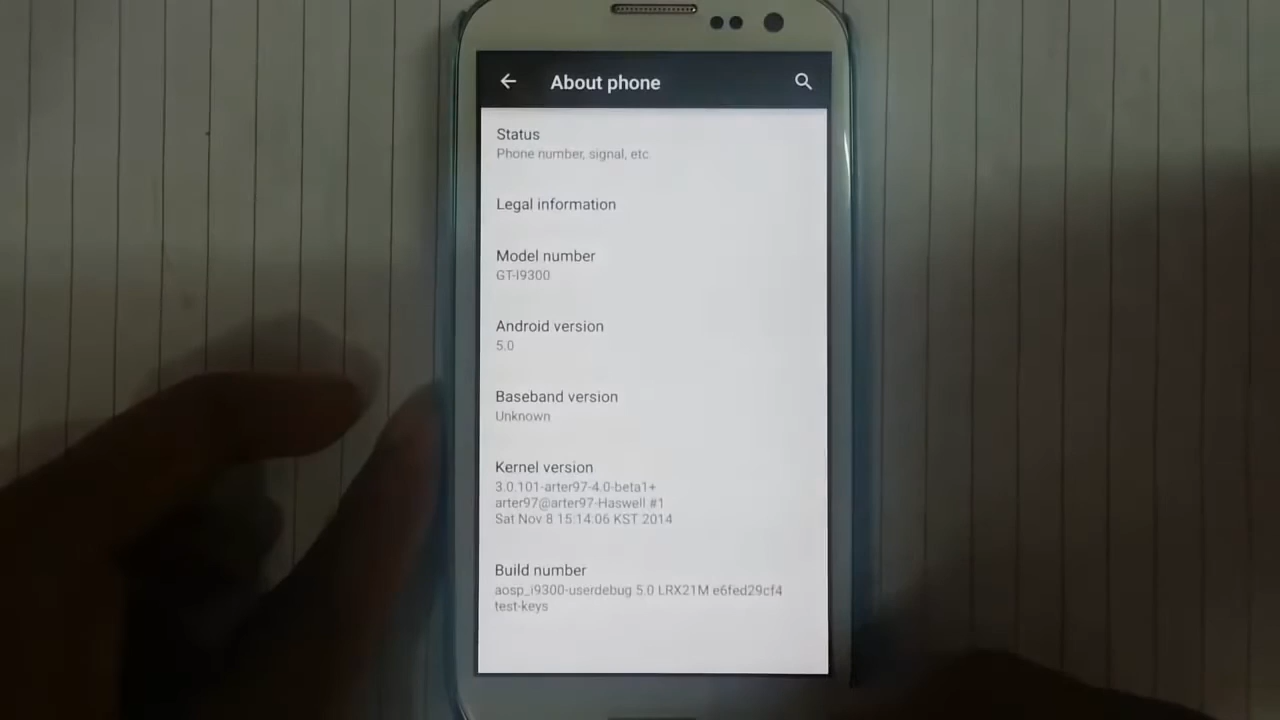 About phone
Status
Phone number, signal, etc.
Legal information
Model number
GT-I9300
Android version
5.0
Baseband version
Unknown
Kernel version
3.0.101-arter97-4.0-beta1+
arter97@arter97-Haswell #1
Sat Nov 8 15:14:06 KST 2014
Build number
aosp_i9300-userdebug 5.0 LRX21M e6fed29cf4
test-keys